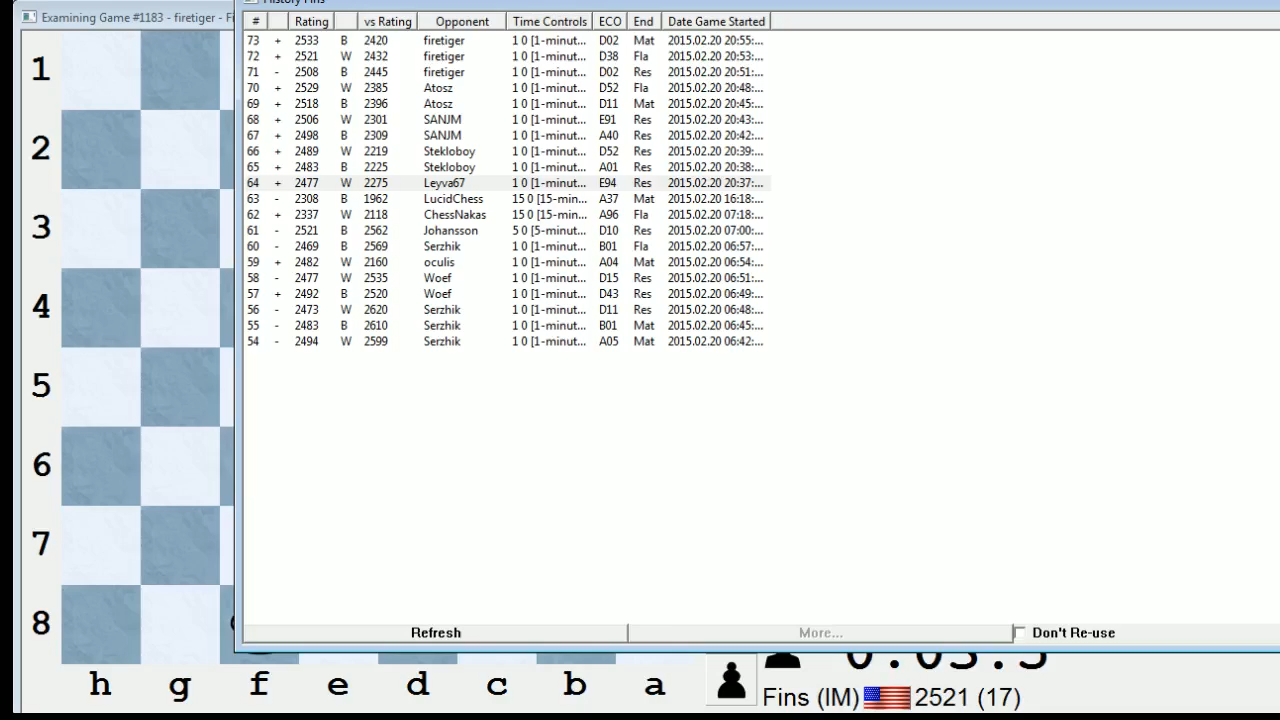 Examining Game #1183 - firetiger - Fi
History Fins
# Rating vs Rating Opponent Time Controls ECO End Date Game Started
73 + 2533 B 2420 firetiger 1 0 [1-minut... D02 Mat 2015.02.20 20:55:...
72 + 2521 W 2432 firetiger 1 0 [1-minut... D38 Fla 2015.02.20 20:53:...
71 - 2508 B 2445 firetiger 1 0 [1-minut... D02 Res 2015.02.20 20:51:...
70 + 2529 W 2385 Atosz 1 0 [1-minut... D52 Fla 2015.02.20 20:48:...
69 + 2518 B 2396 Atosz 1 0 [1-minut... D11 Mat 2015.02.20 20:45:...
68 + 2506 W 2301 SANJM 1 0 [1-minut... E91 Res 2015.02.20 20:43:...
67 + 2498 B 2309 SANJM 1 0 [1-minut... A40 Res 2015.02.20 20:42:...
66 + 2489 W 2219 Stekloboy 1 0 [1-minut... D52 Res 2015.02.20 20:39:...
65 + 2483 B 2225 Stekloboy 1 0 [1-minut... A01 Res 2015.02.20 20:38:...
64 + 2477 W 2275 Leyva67 1 0 [1-minut... E94 Res 2015.02.20 20:37:...
63 - 2308 B 1962 LucidChess 15 0 [15-min... A37 Mat 2015.02.20 16:18:...
62 + 2337 W 2118 ChessNakas 15 0 [15-min... A96 Fla 2015.02.20 07:18:...
61 - 2521 B 2562 Johansson 5 0 [5-minut... D10 Res 2015.02.20 07:00:...
60 - 2469 B 2569 Serzhik 1 0 [1-minut... B01 Fla 2015.02.20 06:57:...
59 + 2482 W 2160 oculis 1 0 [1-minut... A04 Mat 2015.02.20 06:54:...
58 - 2477 W 2535 Woef 1 0 [1-minut... D15 Res 2015.02.20 06:51:...
57 + 2492 B 2520 Woef 1 0 [1-minut... D43 Res 2015.02.20 06:49:...
56 - 2473 W 2620 Serzhik 1 0 [1-minut... D11 Res 2015.02.20 06:48:...
55 - 2483 B 2610 Serzhik 1 0 [1-minut... B01 Mat 2015.02.20 06:45:...
54 - 2494 W 2599 Serzhik 1 0 [1-minut... A05 Mat 2015.02.20 06:42:...
Refresh More... Don't Re-use
1
2
3
4
5
6
7
8
h g f e d c b a
0:03.3
Fins (IM) 2521 (17)